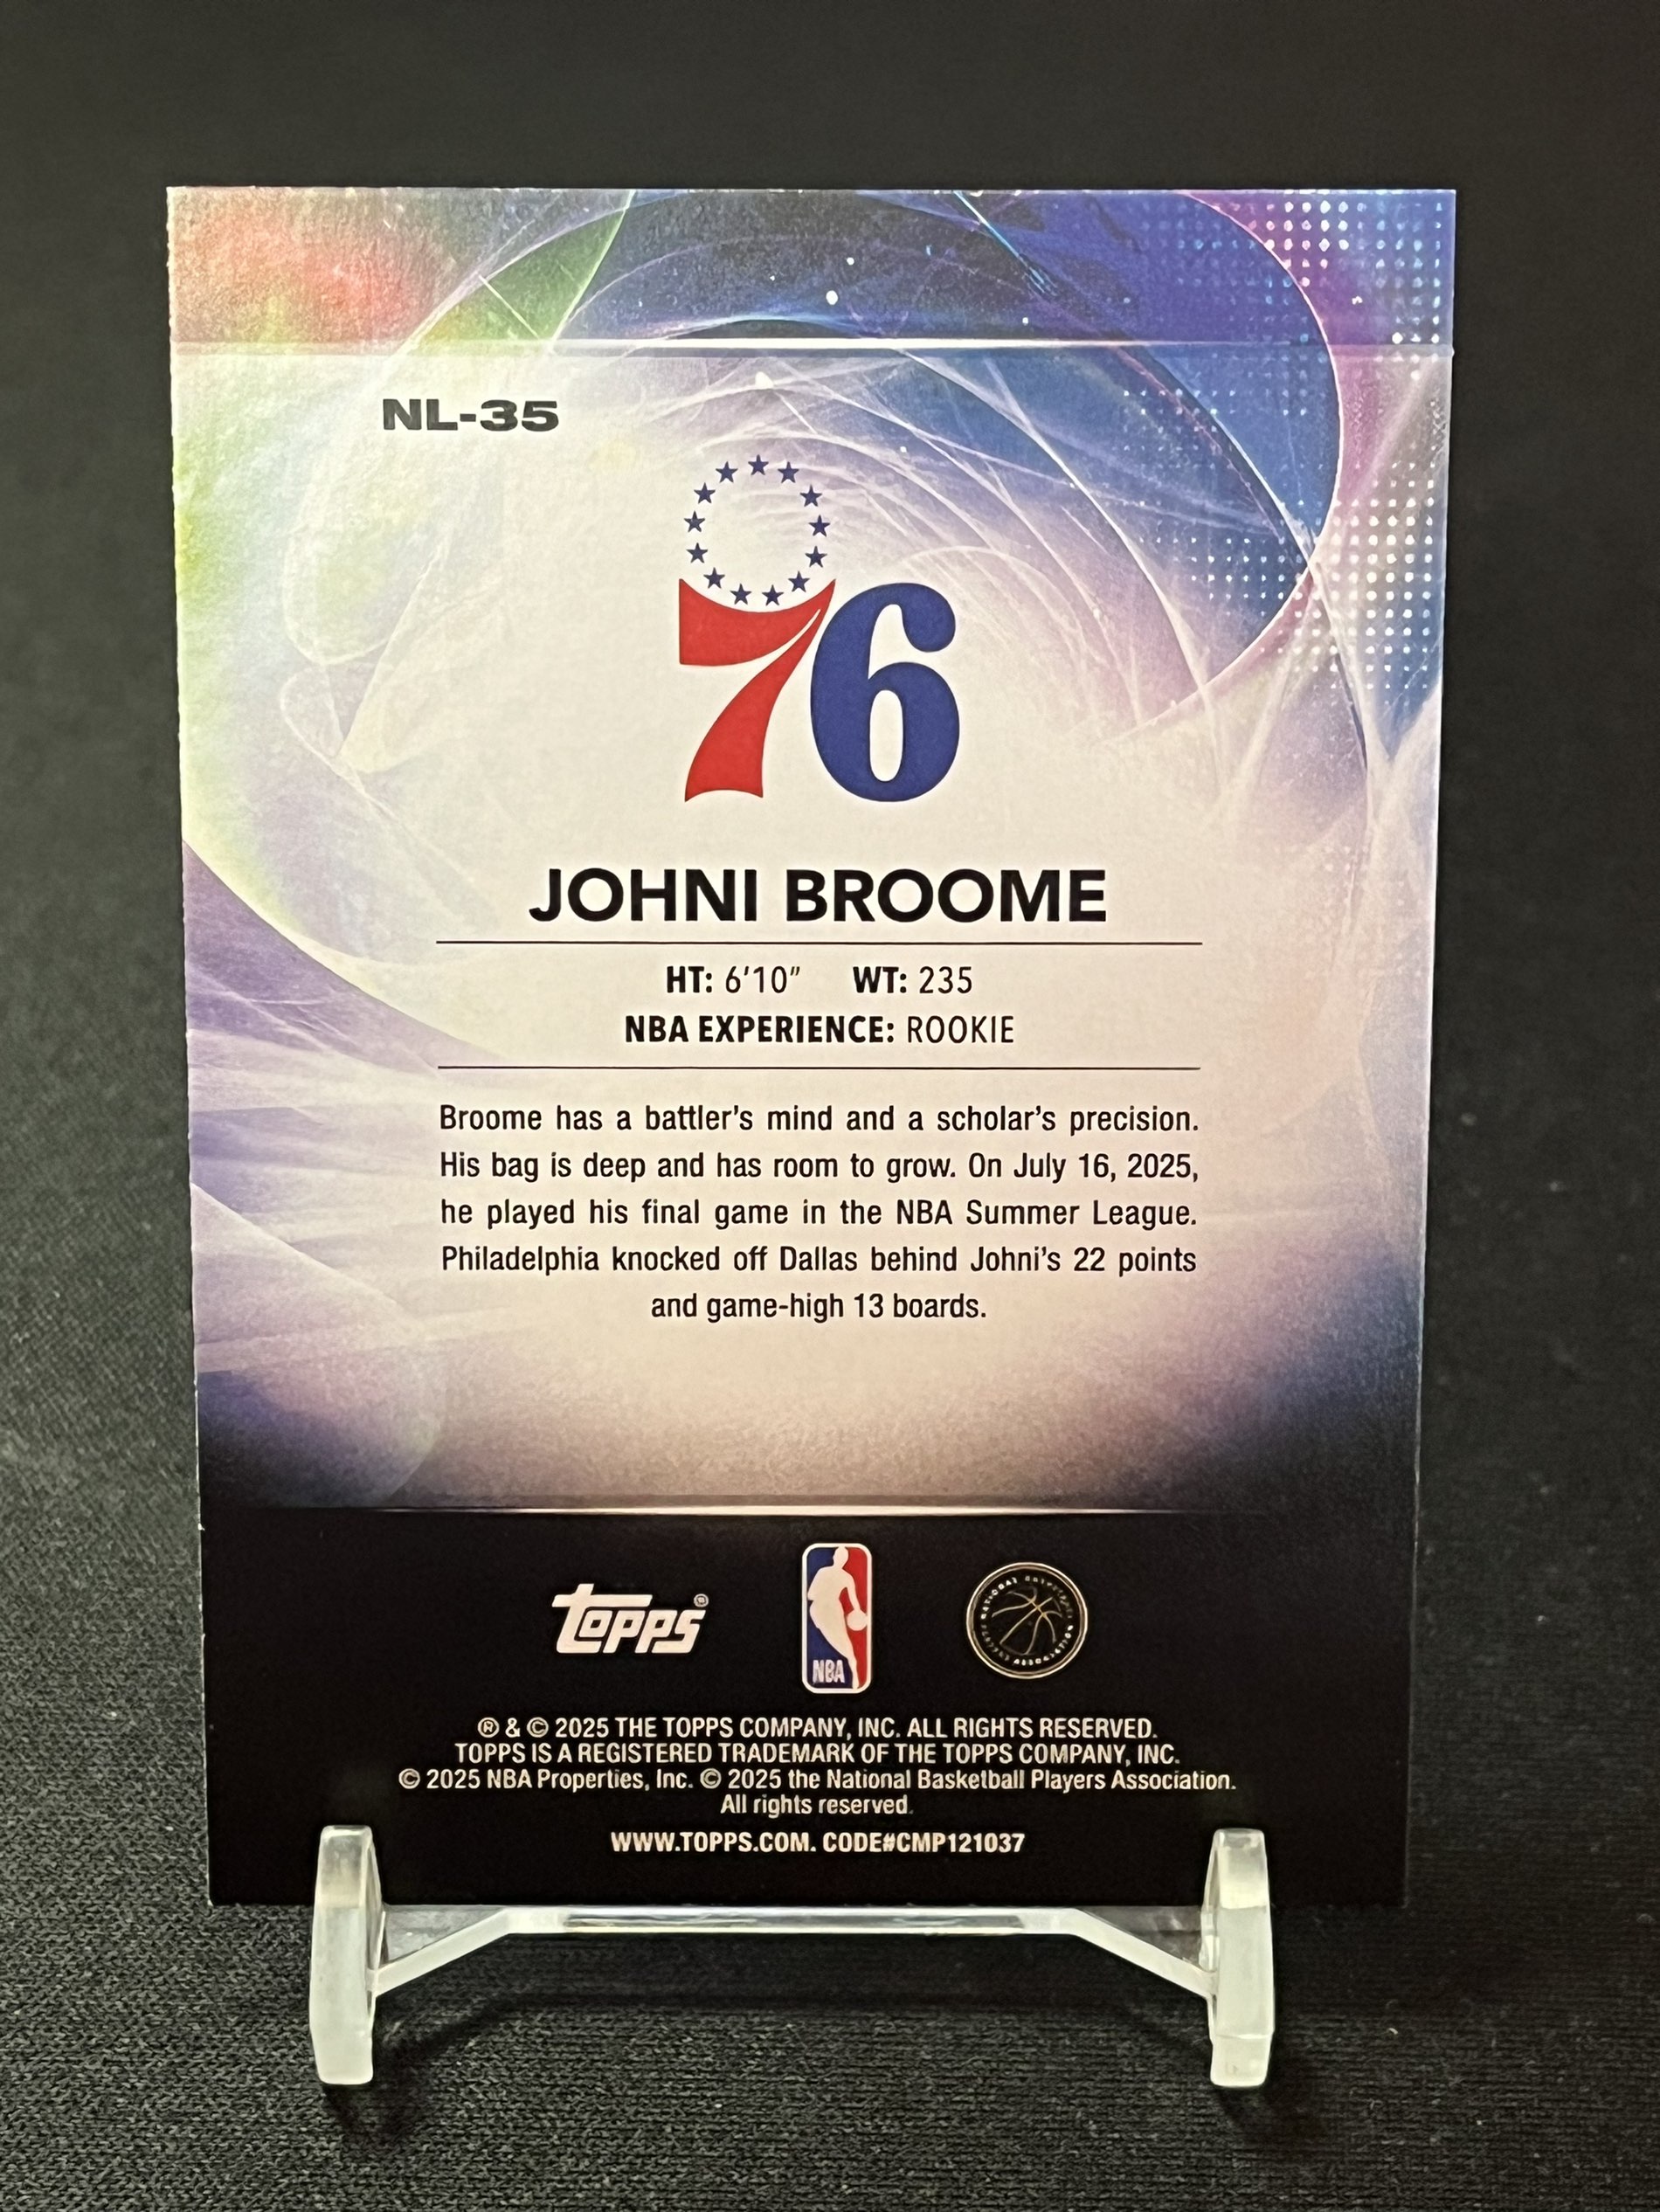 NL-35
76
JOHNI BROOME
HT: 6'10" WT: 235
NBA EXPERIENCE: ROOKIE
Broome has a battler's mind and a scholar's precision.
His bag is deep and has room to grow. On July 16, 2025,
he played his final game in the NBA Summer League.
Philadelphia knocked off Dallas behind Johni's 22 points
and game-high 13 boards.
topps®
NBA
® & © 2025 THE TOPPS COMPANY, INC. ALL RIGHTS RESERVED.
TOPPS IS A REGISTERED TRADEMARK OF THE TOPPS COMPANY, INC.
© 2025 NBA Properties, Inc. © 2025 the National Basketball Players Association.
All rights reserved.
WWW.TOPPS.COM. CODE#CMP121037